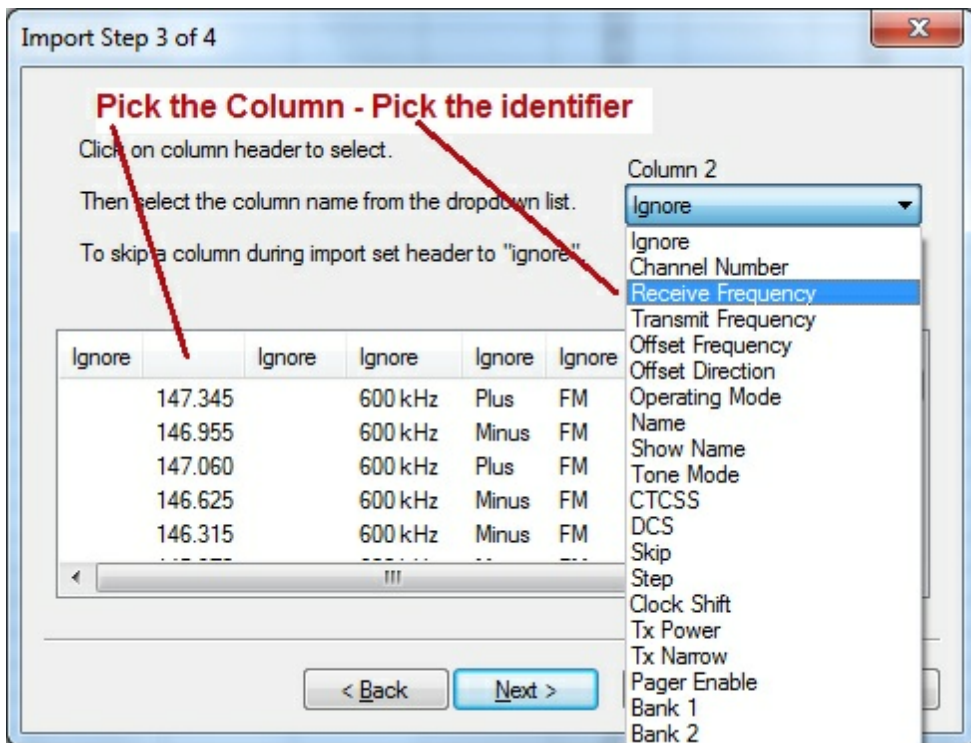 Import Step 3 of 4
Pick the Column - Pick the identifier
Click on column header to select.
Then select the column name from the dropdown list.
To skip a column during import set header to "ignore".
Column 2
Ignore
Ignore
Channel Number
Receive Frequency
Transmit Frequency
Offset Frequency
Offset Direction
Operating Mode
Name
Show Name
Tone Mode
CTCSS
DCS
Skip
Step
Clock Shift
Tx Power
Tx Narrow
Pager Enable
Bank 1
Bank 2
Ignore Ignore Ignore Ignore Ignore
147.345 600 kHz Plus FM
146.955 600 kHz Minus FM
147.060 600 kHz Plus FM
146.625 600 kHz Minus FM
146.315 600 kHz Minus FM
< Back Next >